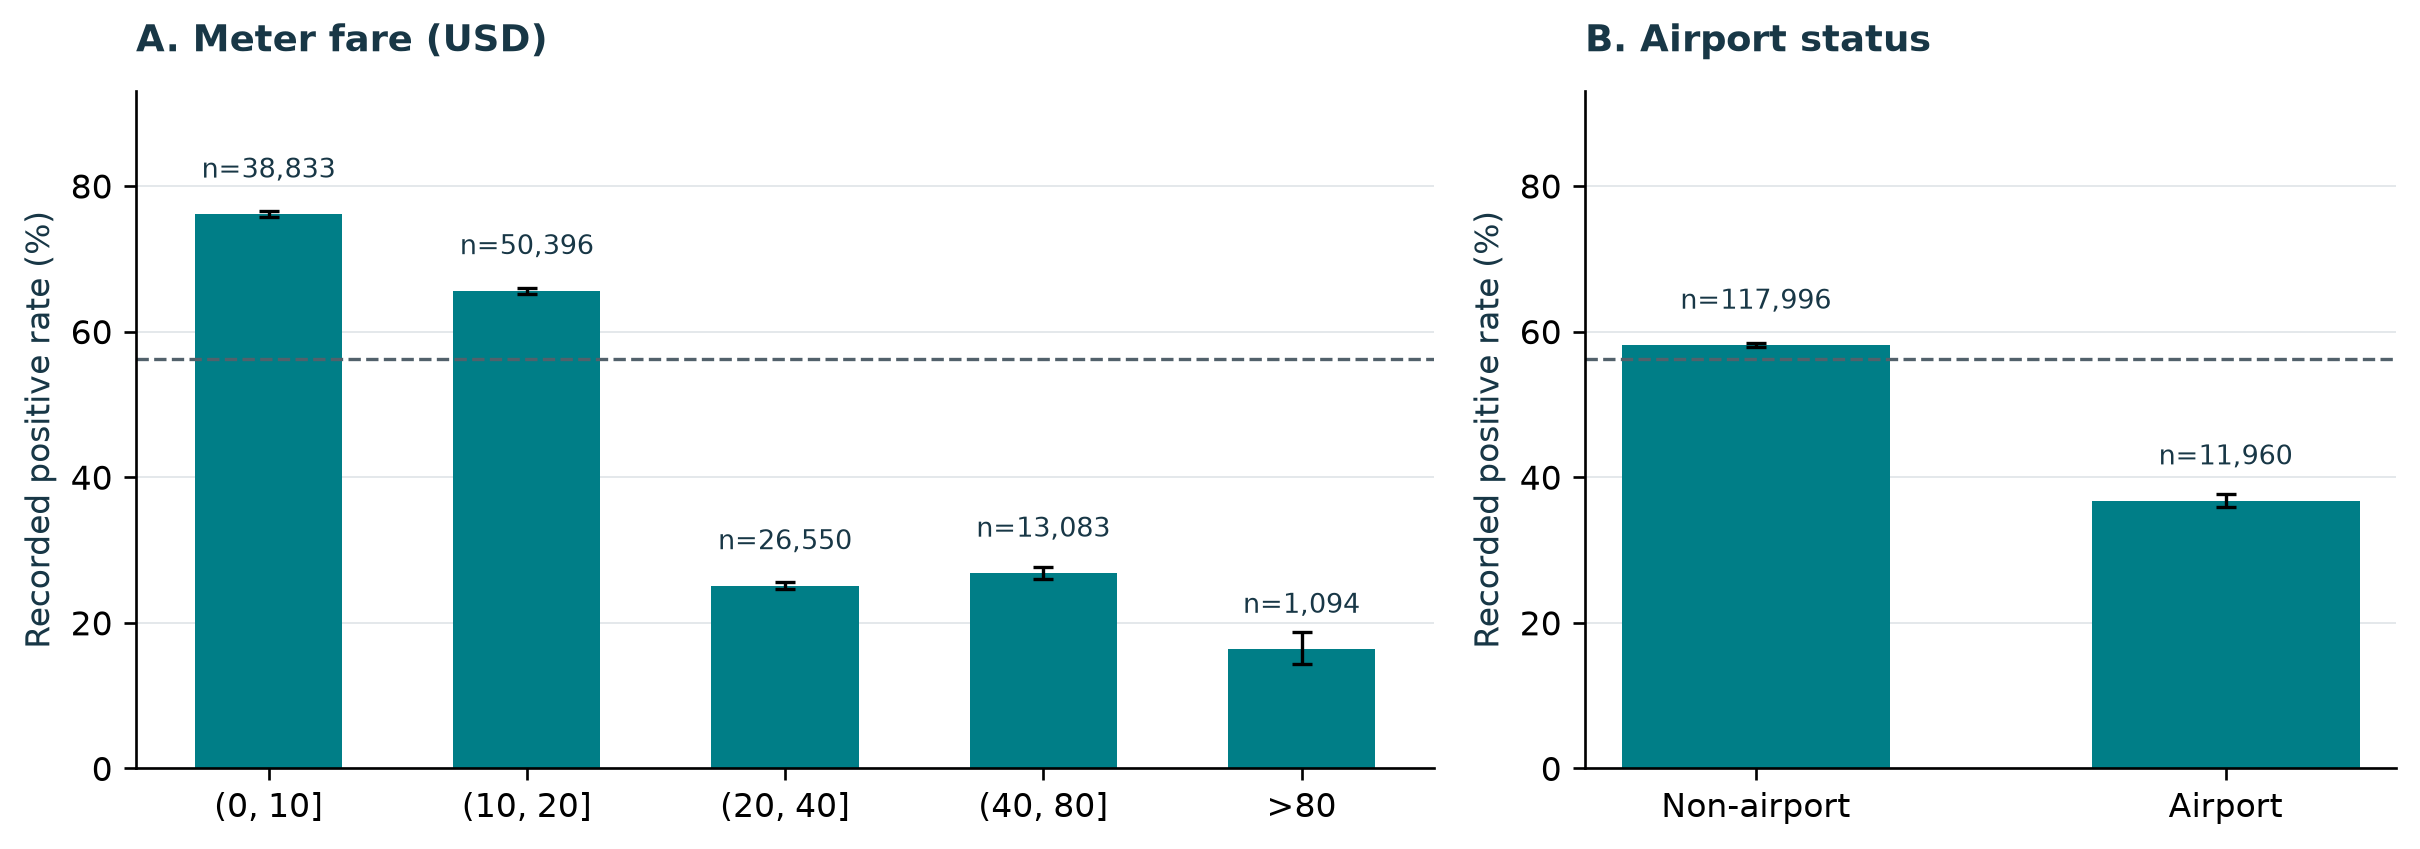 A. Meter fare (USD)
Recorded positive rate (%)
80
60
40
20
0
n=38,833
n=50,396
n=26,550
n=13,083
n=1,094
(0, 10]
(10, 20]
(20, 40]
(40, 80]
>80
B. Airport status
Recorded positive rate (%)
80
60
40
20
0
n=117,996
n=11,960
Non-airport
Airport